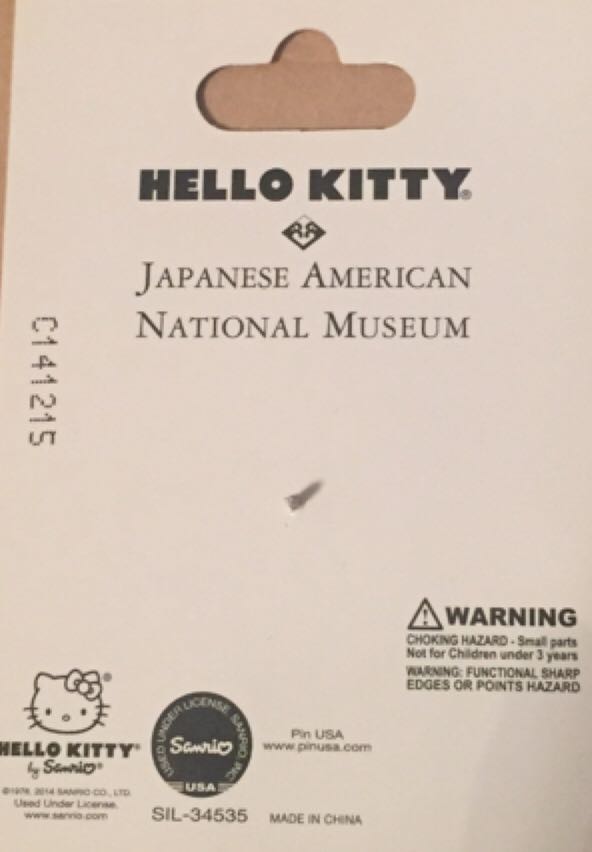 HELLO KITTY®
JAPANESE AMERICAN
NATIONAL MUSEUM
C141215
WARNING
CHOKING HAZARD - Small parts
Not for Children under 3 years
WARNING: FUNCTIONAL SHARP
EDGES OR POINTS HAZARD
HELLO KITTY®
by Sanrio®
©1976, 2014 SANRIO CO., LTD.
Used Under License.
www.sanrio.com
USED UNDER LICENSE SANRIO, INC.
Sanrio
USA
SIL-34535
Pin USA
www.pinusa.com
MADE IN CHINA